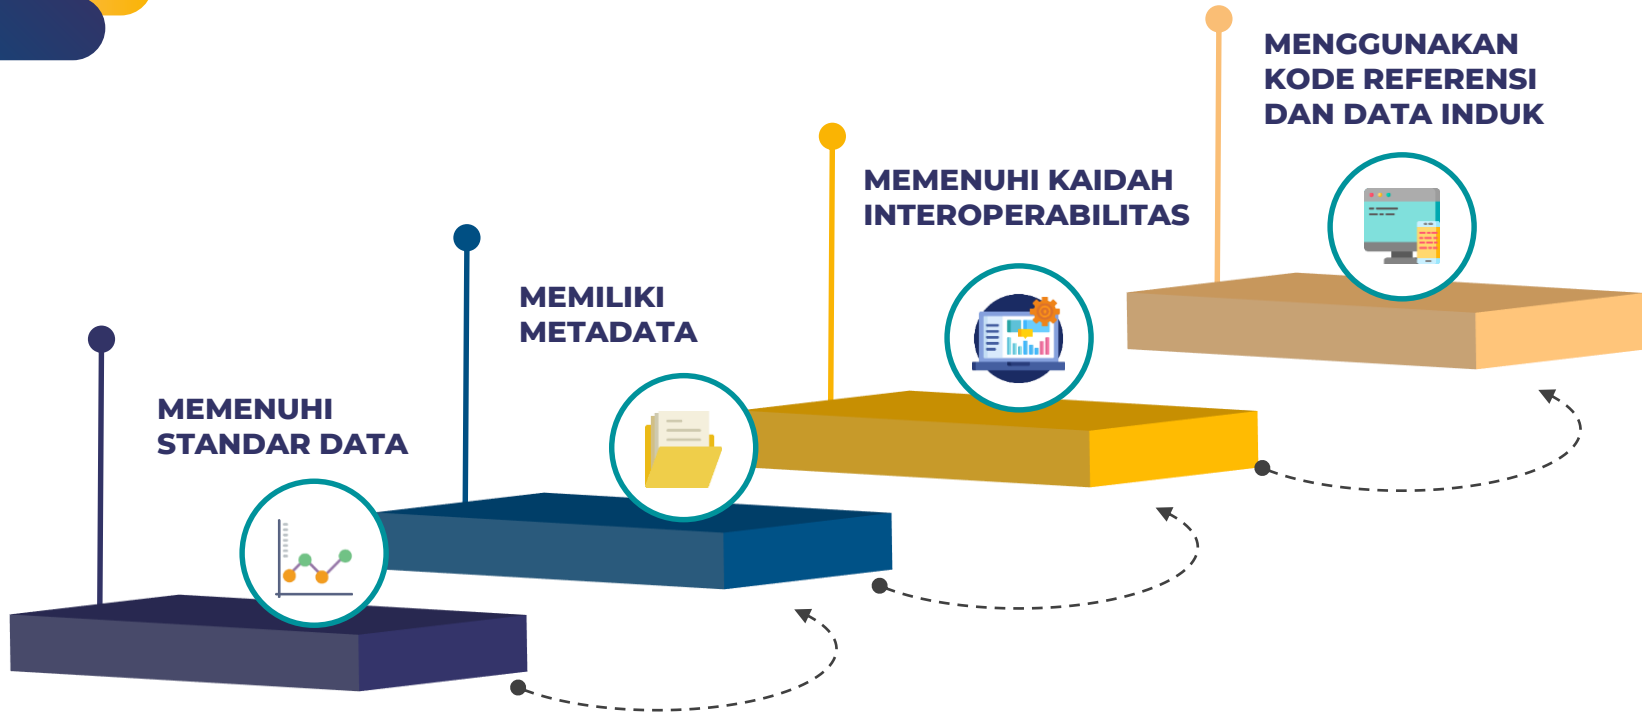 MEMENUHI
STANDAR DATA
MEMILIKI
METADATA
MEMENUHI KAIDAH
INTEROPERABILITAS
MENGGUNAKAN
KODE REFERENSI
DAN DATA INDUK